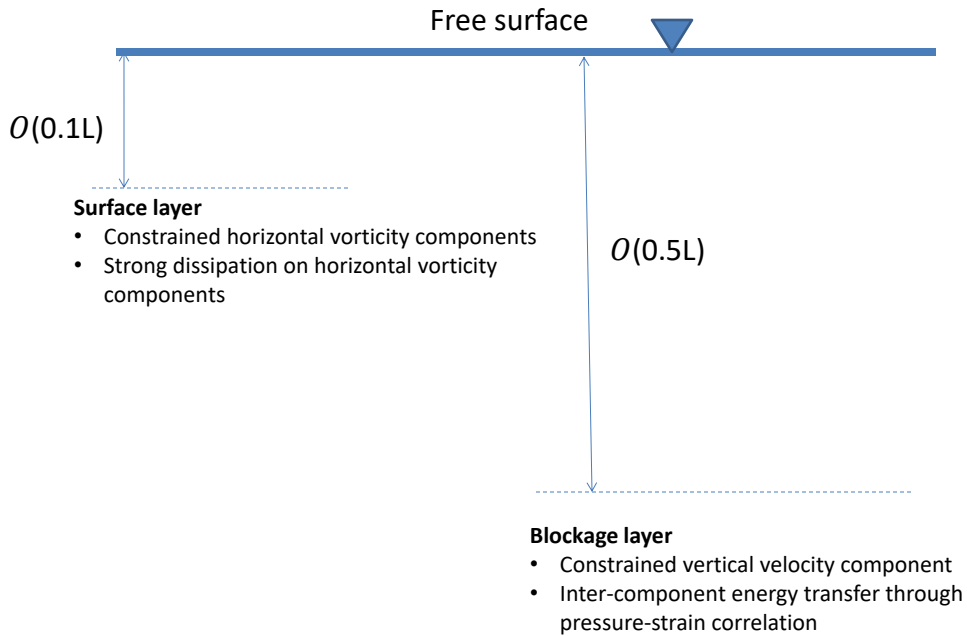 Free surface
O(0.1L)
Surface layer
• Constrained horizontal vorticity components
• Strong dissipation on horizontal vorticity
components
O(0.5L)
Blockage layer
• Constrained vertical velocity component
• Inter-component energy transfer through
pressure-strain correlation